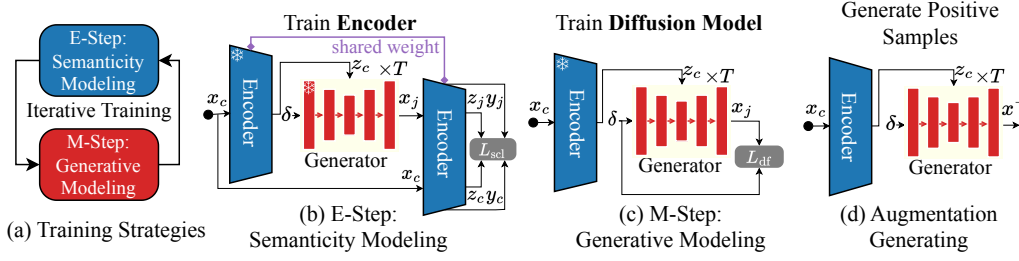 E-Step:
Semanticity
Modeling
Iterative Training
M-Step:
Generative
Modeling
(a) Training Strategies
Train Encoder
shared weight
x_c
Encoder
z_c ×T
δ
x_j
Generator
x_c
Encoder
z_j y_j
L_scl
z_c y_c
(b) E-Step:
Semanticity Modeling
Train Diffusion Model
x_c
Encoder
z_c ×T
δ
x_j
Generator
L_df
(c) M-Step:
Generative Modeling
Generate Positive
Samples
x_c
Encoder
z_c ×T
δ
Generator
(d) Augmentation
Generating